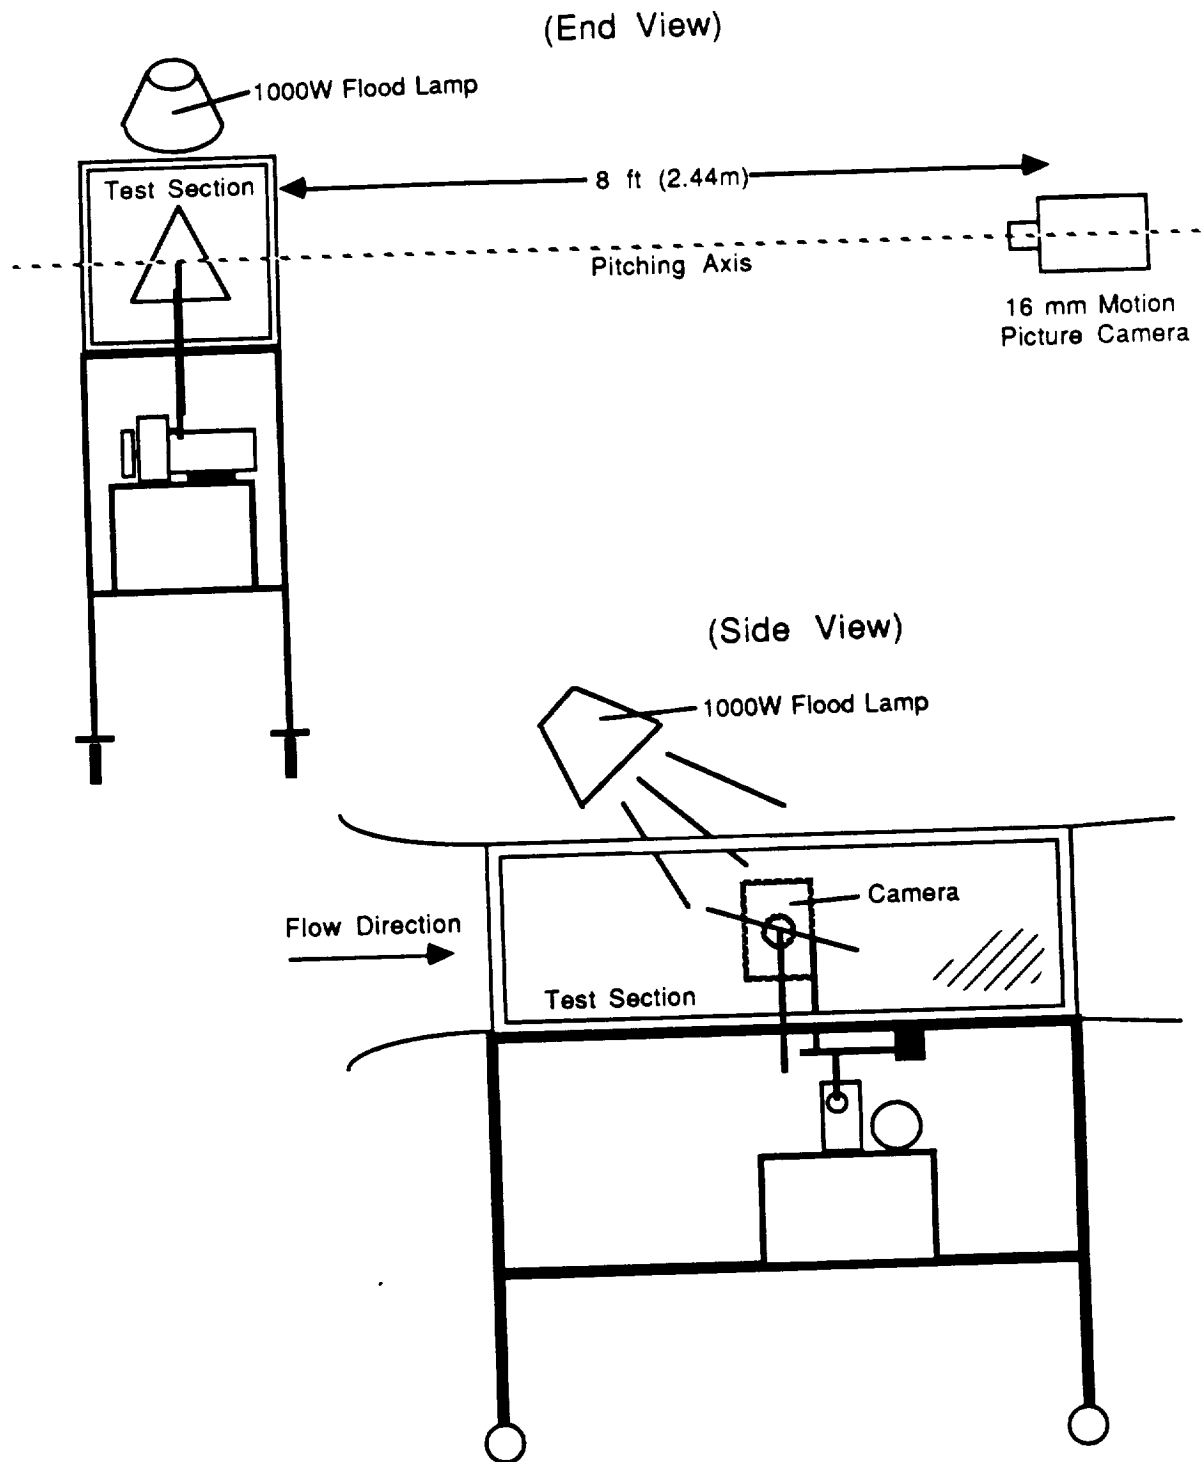 (End View)
1000W Flood Lamp
Test Section
8 ft (2.44m)
Pitching Axis
16 mm Motion
Picture Camera
(Side View)
1000W Flood Lamp
Camera
Flow Direction
Test Section